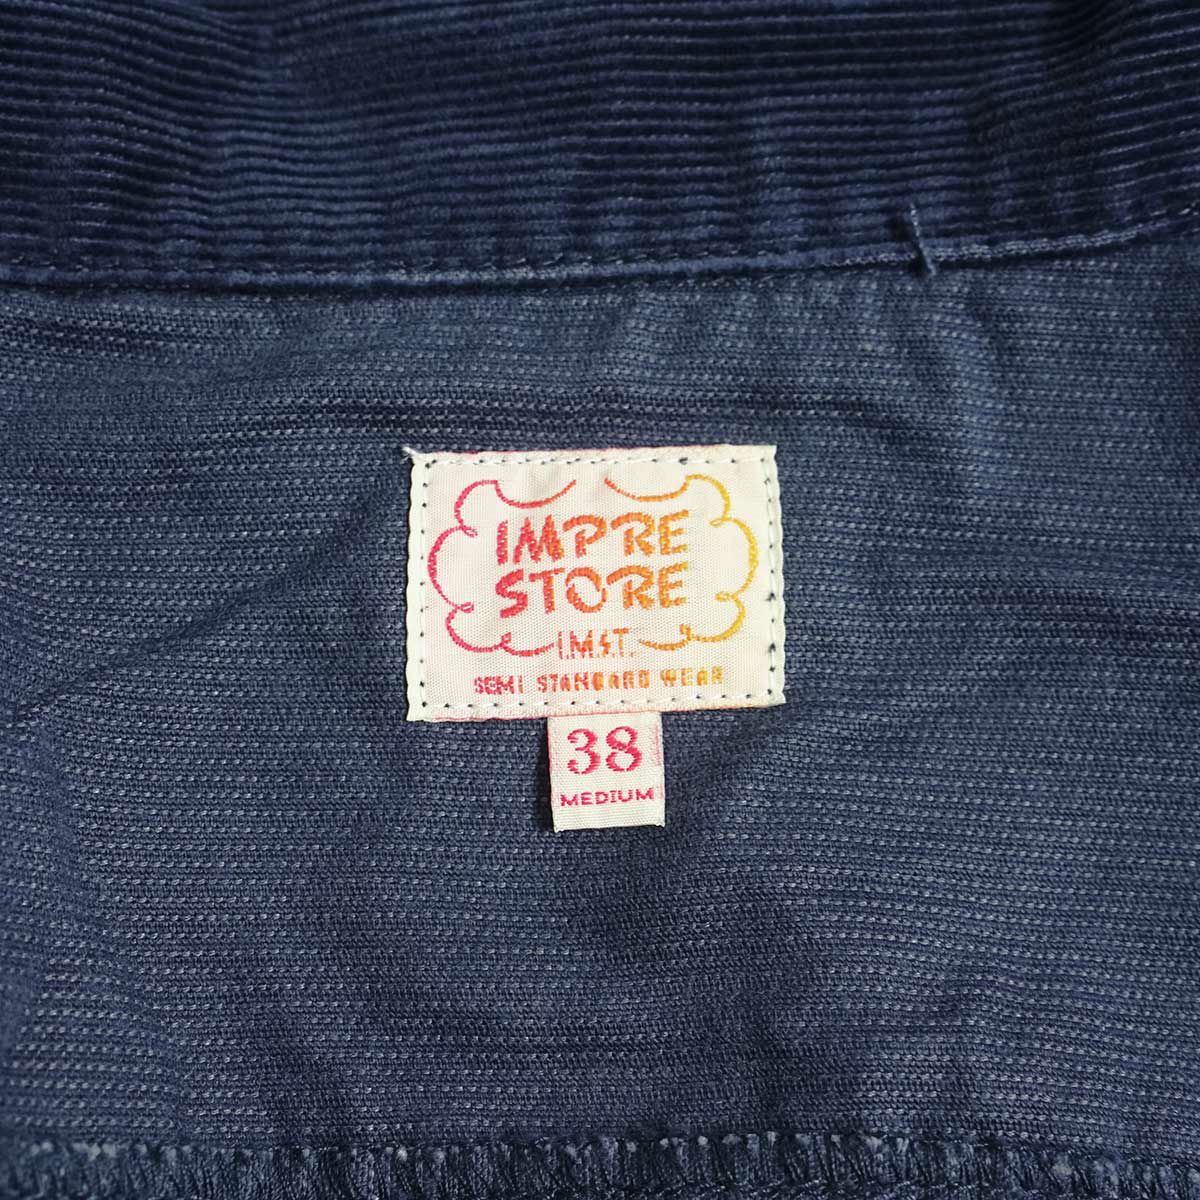 IMPRE
STORE
I.M.S.T.
SEMI STANDARD WEAR
38
MEDIUM